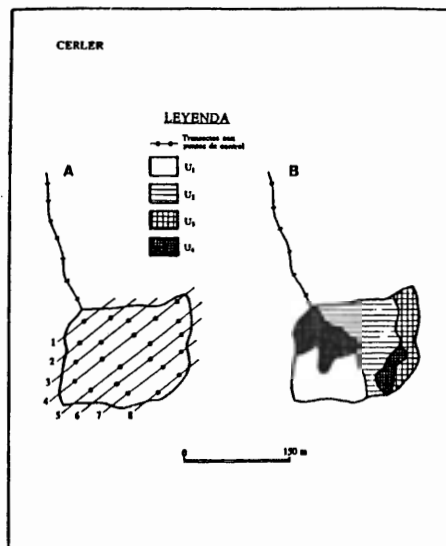 CERLER
LEYENDA
Transectos con
puntos de control
A
B
U₁
U₂
U₃
U₄
1
2
3
4
5 6 7 8
0 150 m